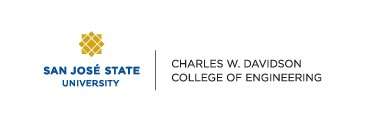 SAN JOSÉ STATE
UNIVERSITY
CHARLES W. DAVIDSON
COLLEGE OF ENGINEERING